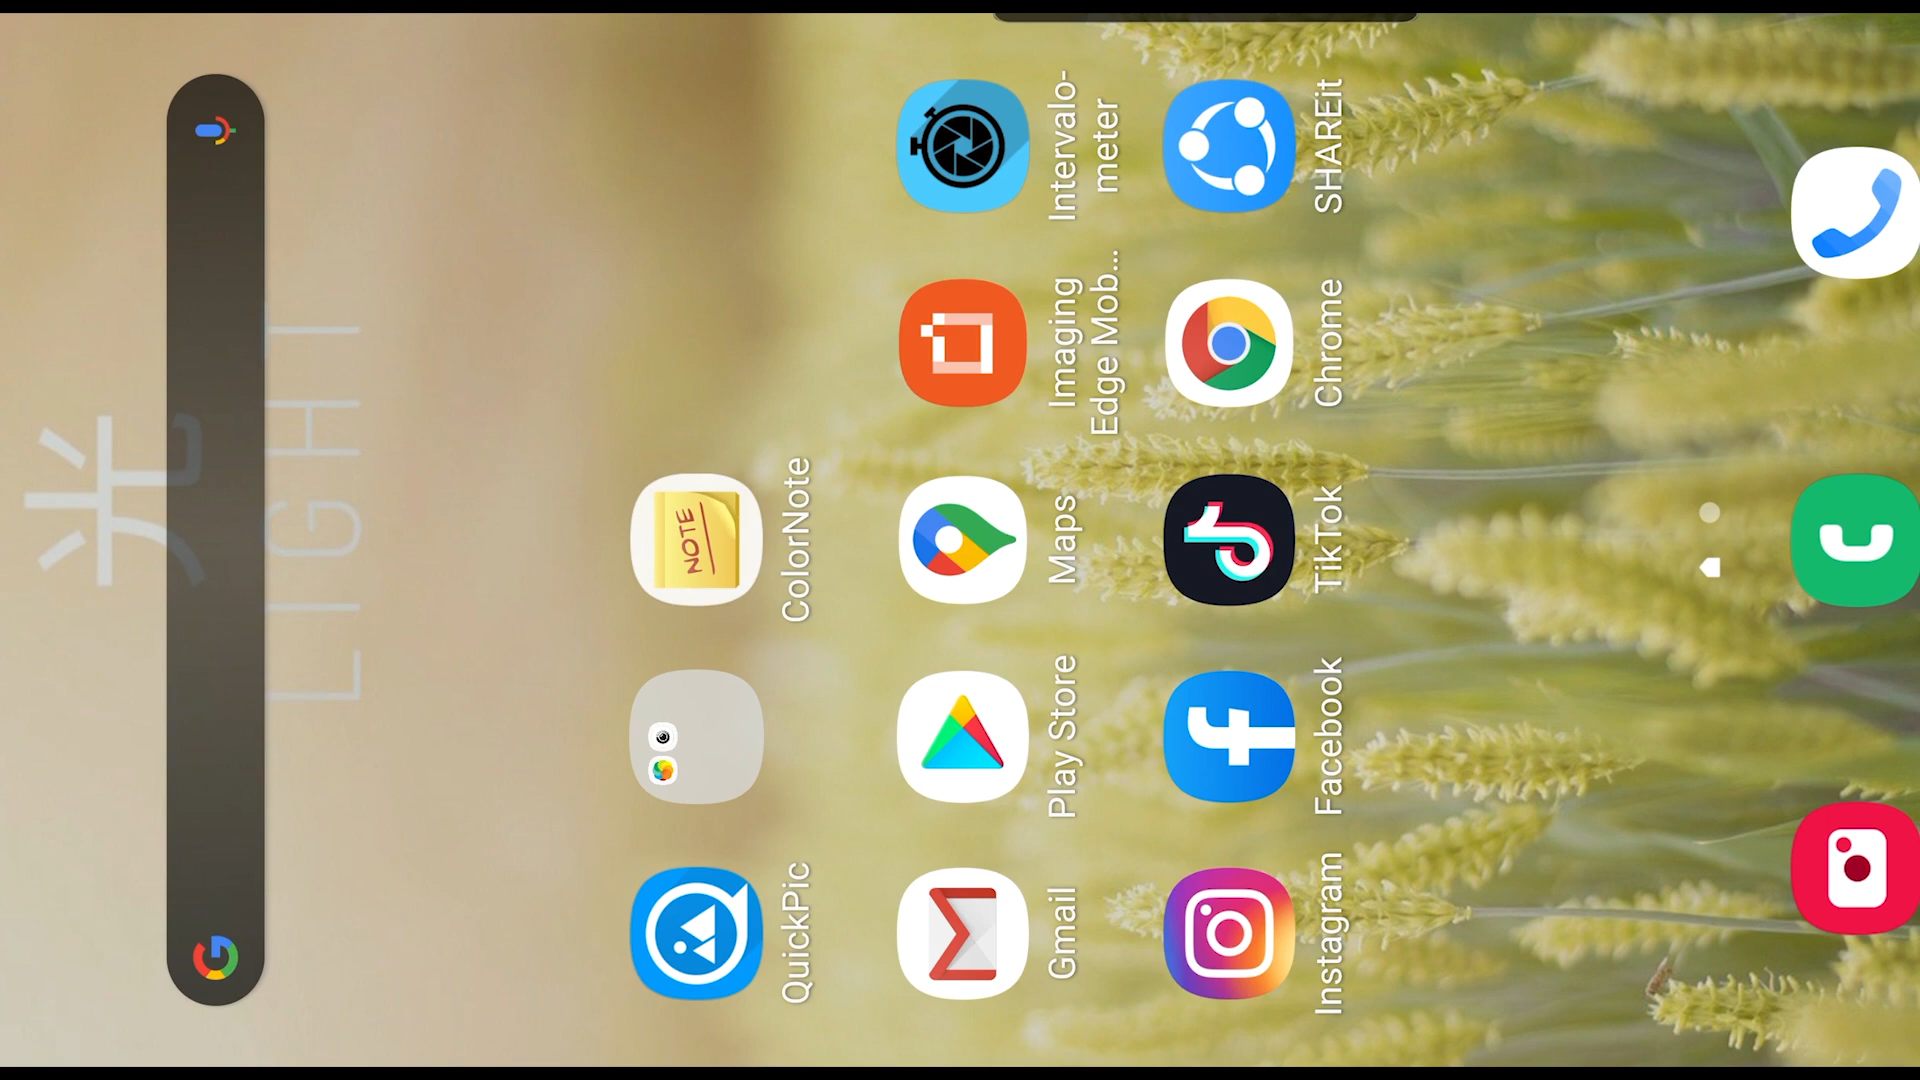 光
LIGHT
QuickPic
ColorNote
NOTE
Gmail
Play Store
Maps
Imaging
Edge Mob...
Intervalo-
meter
Instagram
Facebook
TikTok
Chrome
SHAREit